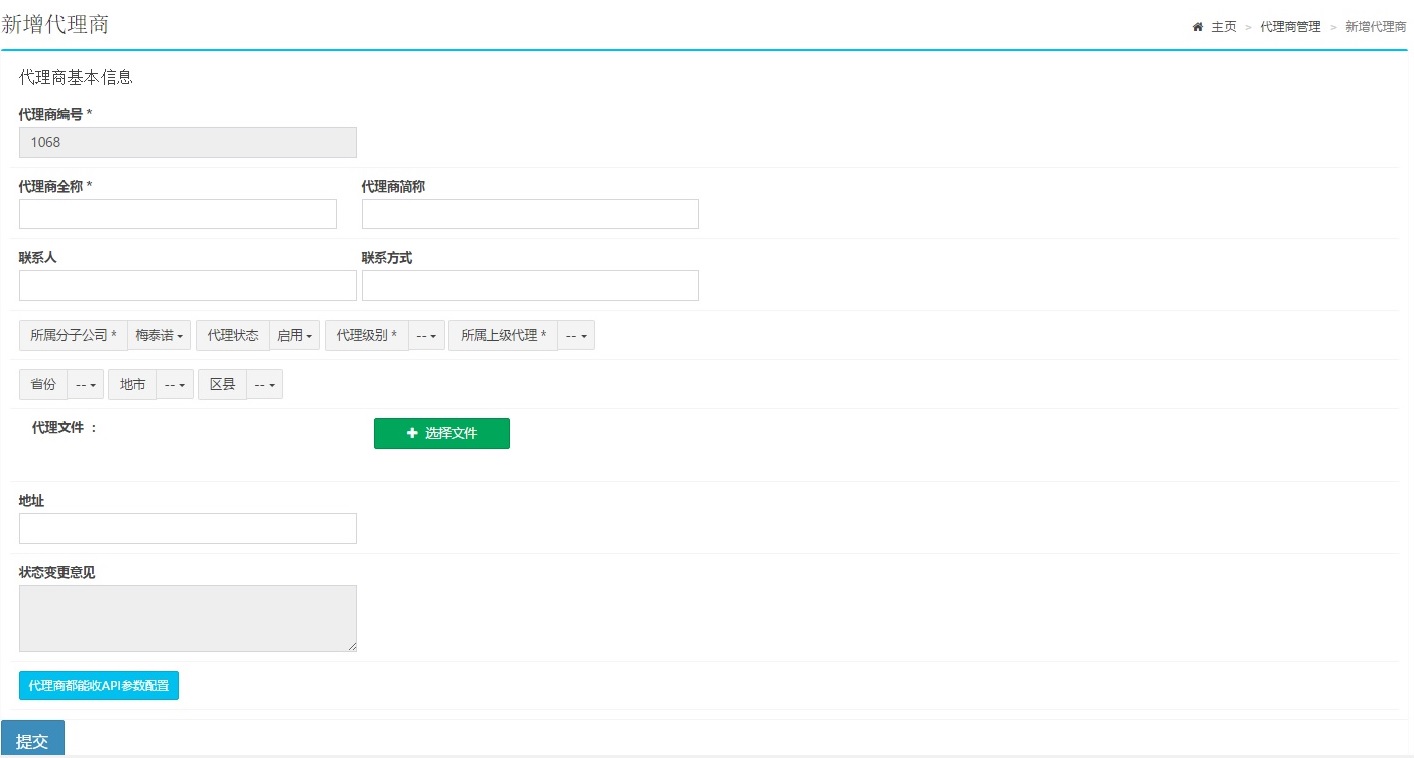 新增代理商
主页 > 代理商管理 > 新增代理商
代理商基本信息
代理商编号 *
1068
代理商全称 * 代理商简称
联系人 联系方式
所属分子公司 * 梅泰诺 代理状态 启用 代理级别 * -- 所属上级代理 * --
省份 -- 地市 -- 区县 --
代理文件 : 选择文件
地址
状态变更意见
代理商都能收API参数配置
提交